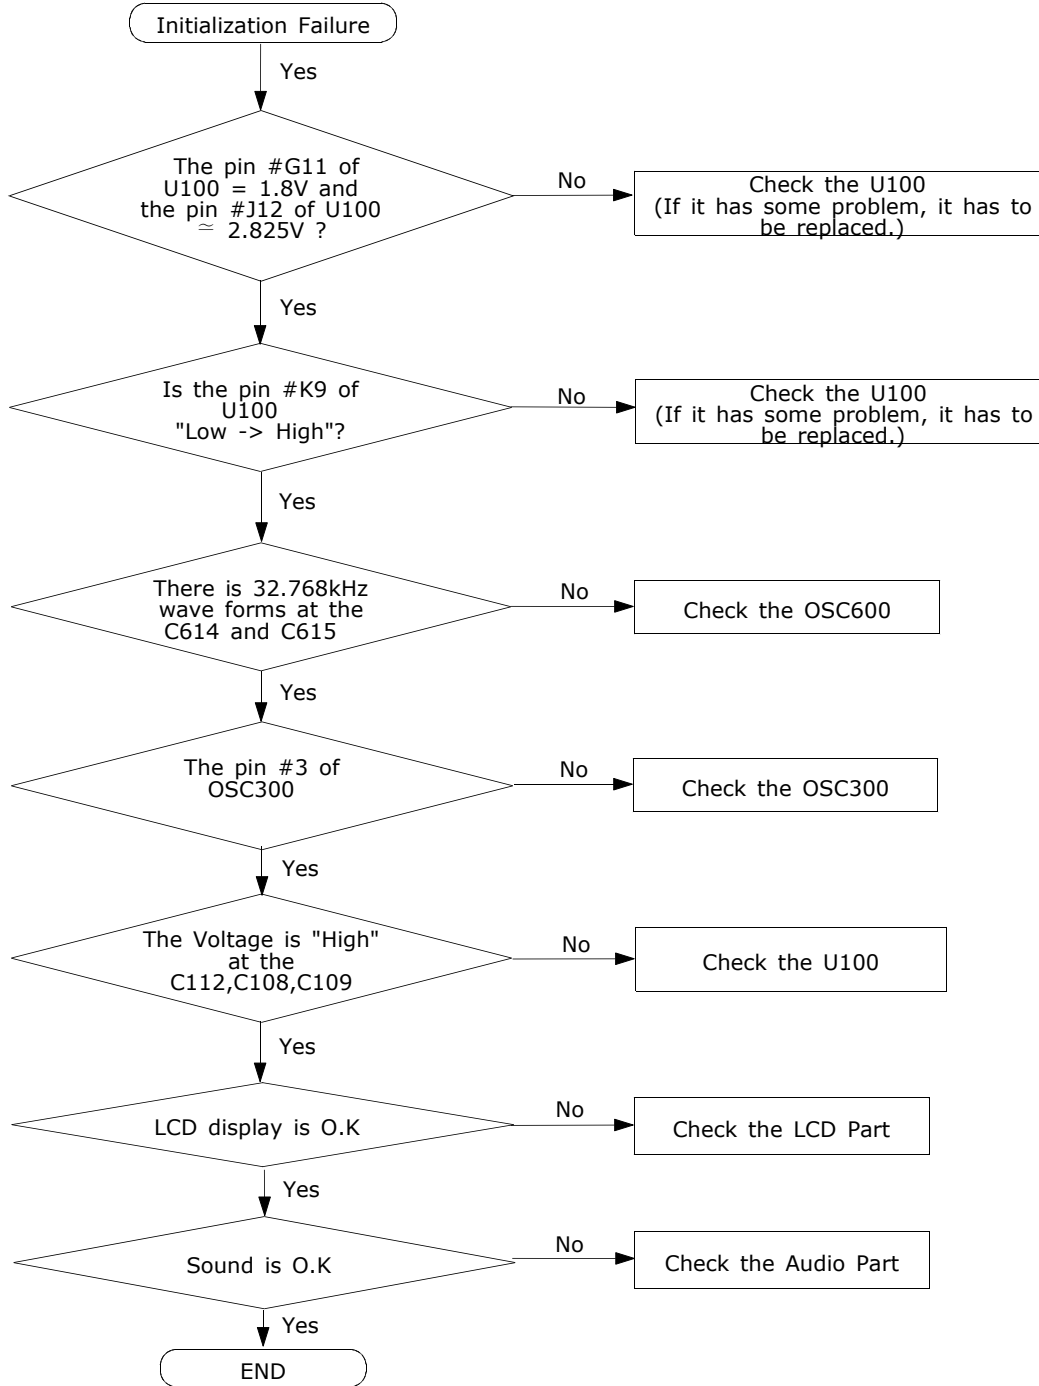 Initialization Failure
Yes
The pin #G11 of
U100 = 1.8V and
the pin #J12 of U100
≃ 2.825V ?
No
Check the U100
(If it has some problem, it has to
be replaced.)
Yes
Is the pin #K9 of
U100
"Low -> High"?
No
Check the U100
(If it has some problem, it has to
be replaced.)
Yes
There is 32.768kHz
wave forms at the
C614 and C615
No
Check the OSC600
Yes
The pin #3 of
OSC300
No
Check the OSC300
Yes
The Voltage is "High"
at the
C112,C108,C109
No
Check the U100
Yes
LCD display is O.K
No
Check the LCD Part
Yes
Sound is O.K
No
Check the Audio Part
Yes
END